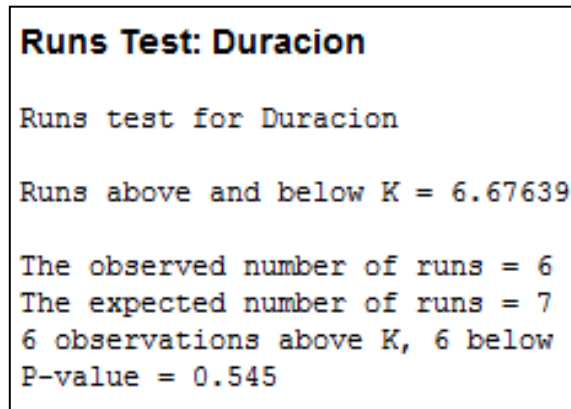 Runs Test: Duracion
Runs test for Duracion
Runs above and below K = 6.67639
The observed number of runs = 6
The expected number of runs = 7
6 observations above K, 6 below
P-value = 0.545